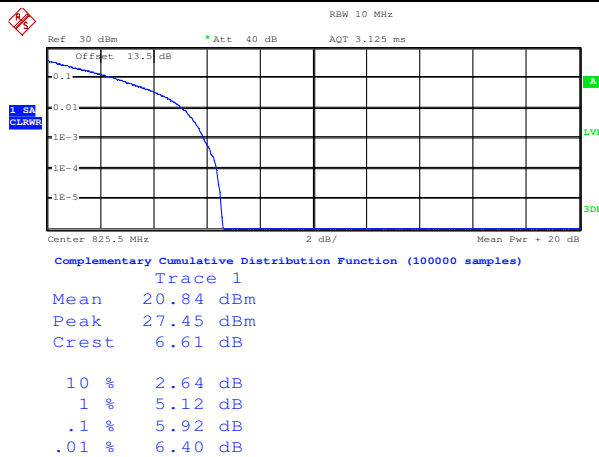 R S
RBW 10 MHz
Ref 30 dBm * Att 40 dB AQT 3.125 ms
Offset 13.5 dB
0.1
A
0.01
1 SA
CLRWR
1E-3
LVL
1E-4
1E-5
3DB
Center 825.5 MHz 2 dB/ Mean Pwr + 20 dB
Complementary Cumulative Distribution Function (100000 samples)
Trace 1
Mean 20.84 dBm
Peak 27.45 dBm
Crest 6.61 dB
10 % 2.64 dB
1 % 5.12 dB
.1 % 5.92 dB
.01 % 6.40 dB